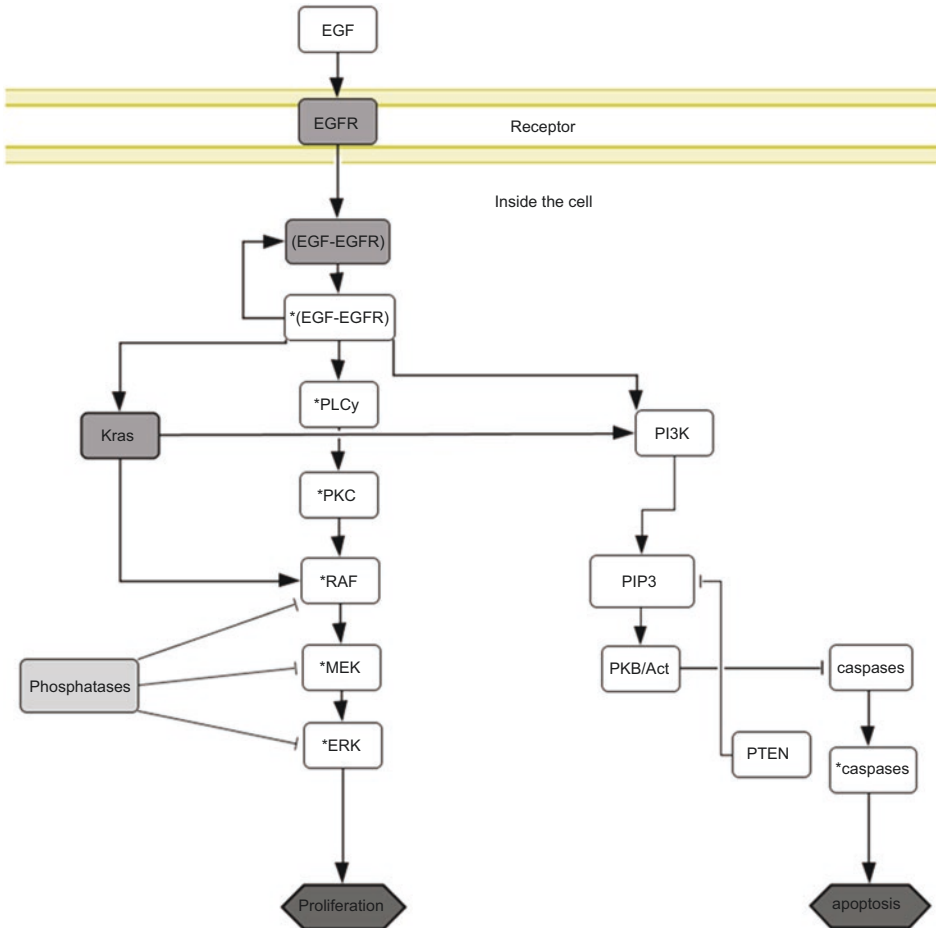 EGF
EGFR
Receptor
Inside the cell
(EGF-EGFR)
*(EGF-EGFR)
*PLCy
Kras
PI3K
*PKC
*RAF
PIP3
Phosphatases
*MEK
PKB/Act
caspases
*ERK
PTEN
*caspases
Proliferation
apoptosis